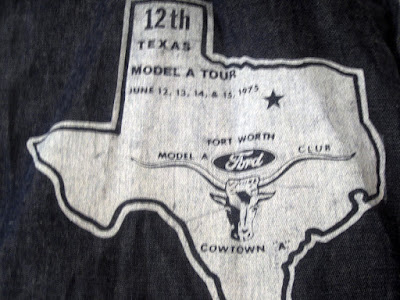 12th
TEXAS
MODEL A TOUR
JUNE 12, 13, 14, & 15, 1975
FORT WORTH
MODEL A Ford CLUB
COWTOWN "A"